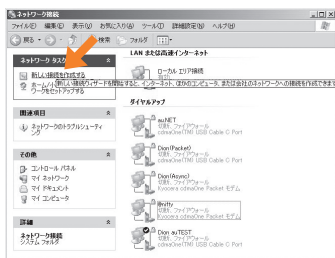 ネットワーク接続
ファイル(F) 編集(E) 表示(V) お気に入り(A) ツール(T) 詳細設定(N) ヘルプ(H)
戻る 検索 フォルダ
ネットワーク タスク
新しい接続を作成する
ホーム/小
ワークをセットアップする
新しい接続ウィザードを開始すると、インターネット、ほかのコンピュータ、または会社のネットワークへの接続を作成できます
関連項目
ネットワークのトラブルシューティ
ング
その他
コントロール パネル
マイ ネットワーク
マイ ドキュメント
マイ コンピュータ
詳細
ネットワーク接続
システム フォルダ
LAN または高速インターネット
ローカル エリア接続
有効
ダイヤルアップ
auNET
切断, ファイアウォール
cdmaOne(TM) USB Cable C Port
Dion(Packet)
切断, ファイアウォール
cdmaOne(TM) USB Cable C Port
Dion(Async)
切断, ファイアウォール
Kyocera cdmaOne Packet モデム
@nifty
切断, ファイアウォール
Kyocera cdmaOne Packet モデム
Dion auTEST
切断, ファイアウォール
cdmaOne(TM) USB Cable C Port